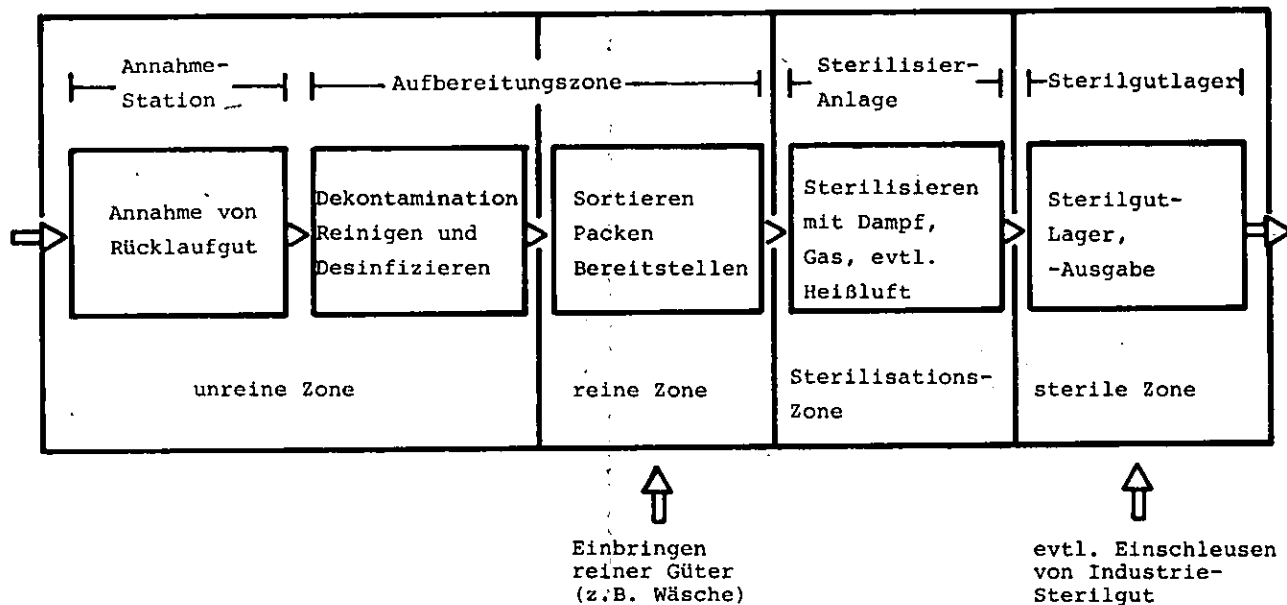 Annahme-
Station
Aufbereitungszone
Sterilisier-
Anlage
Sterilgutlager
Annahme von
Rücklaufgut
Dekontamination
Reinigen und
Desinfizieren
Sortieren
Packen
Bereitstellen
Sterilisieren
mit Dampf,
Gas, evtl.
Heißluft
Sterilgut-
Lager,
-Ausgabe
unreine Zone
reine Zone
Sterilisations-
Zone
sterile Zone
Einbringen
reiner Güter
(z.B. Wäsche)
evtl. Einschleusen
von Industrie-
Sterilgut